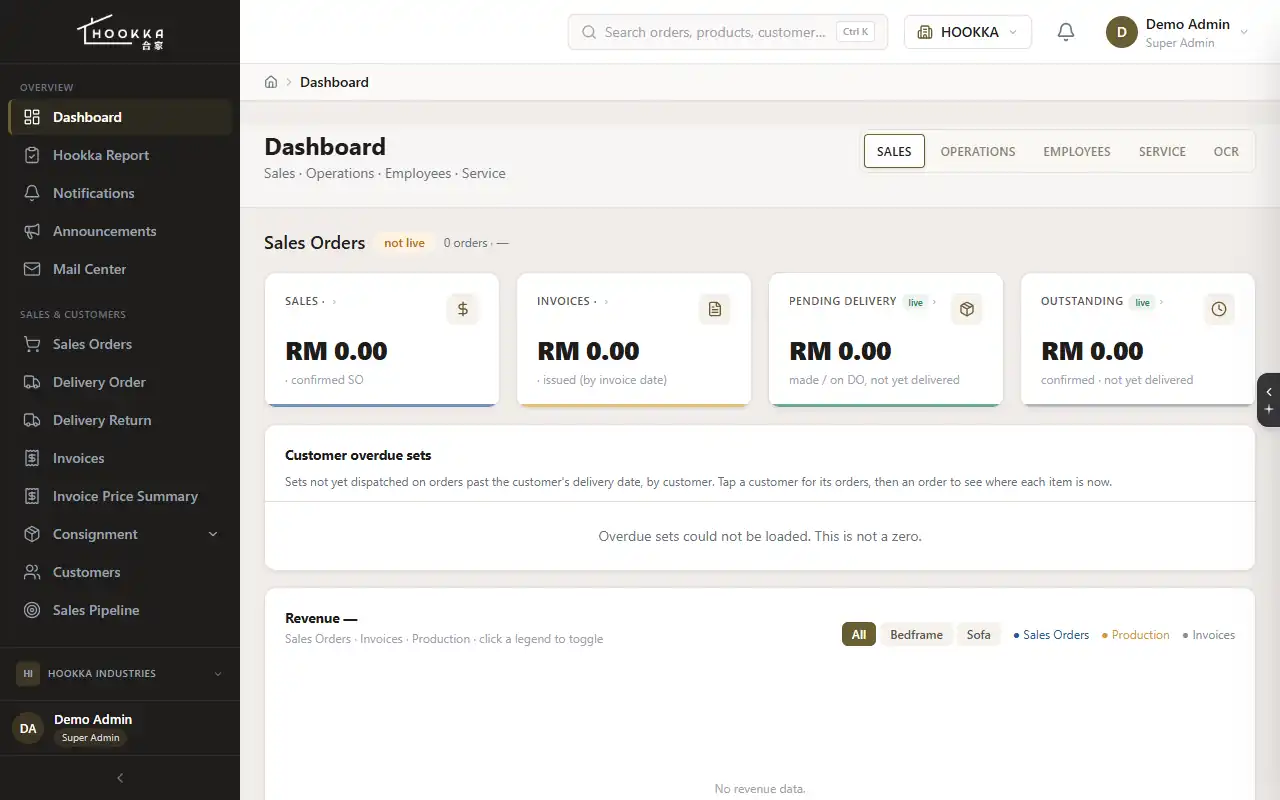 HOOKKA
合家
Search orders, products, customer... Ctrl K
HOOKKA
D
Demo Admin
Super Admin
OVERVIEW
Dashboard
Hookka Report
Notifications
Announcements
Mail Center
SALES & CUSTOMERS
Sales Orders
Delivery Order
Delivery Return
Invoices
Invoice Price Summary
Consignment
Customers
Sales Pipeline
HI HOOKKA INDUSTRIES
DA
Demo Admin
Super Admin
Dashboard
Dashboard
Sales · Operations · Employees · Service
SALES OPERATIONS EMPLOYEES SERVICE OCR
Sales Orders not live 0 orders · —
SALES ·
RM 0.00
· confirmed SO
INVOICES ·
RM 0.00
· issued (by invoice date)
PENDING DELIVERY live
RM 0.00
made / on DO, not yet delivered
OUTSTANDING live
RM 0.00
confirmed · not yet delivered
Customer overdue sets
Sets not yet dispatched on orders past the customer's delivery date, by customer. Tap a customer for its orders, then an order to see where each item is now.
Overdue sets could not be loaded. This is not a zero.
Revenue —
Sales Orders · Invoices · Production · click a legend to toggle
All Bedframe Sofa Sales Orders Production Invoices
No revenue data.